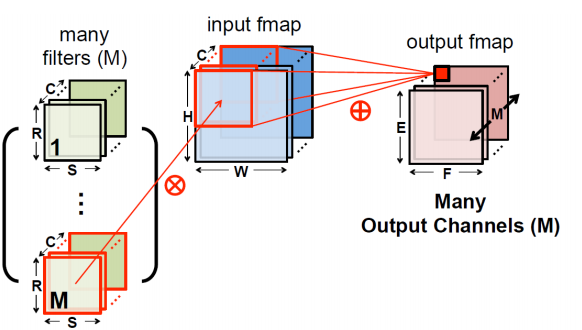 many
filters (M)
C
R
1
S
C
R
M
S
input fmap
C
H
W
output fmap
E
M
F
Many
Output Channels (M)